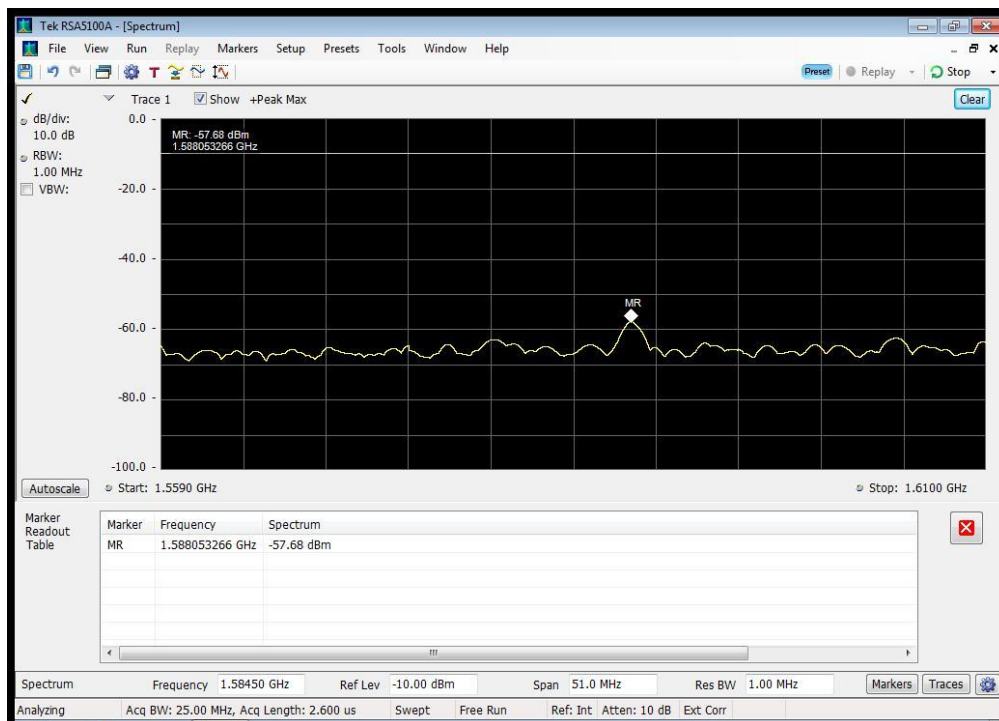 Tek RSA5100A - [Spectrum]
File View Run Replay Markers Setup Presets Tools Window Help
Preset Replay Stop
Trace 1 Show +Peak Max Clear
dB/div:
10.0 dB
RBW:
1.00 MHz
VBW:
0.0
MR: -57.68 dBm
1.588053266 GHz
-20.0
-40.0
MR
-60.0
-80.0
-100.0
Autoscale Start: 1.5590 GHz Stop: 1.6100 GHz
Marker
Readout
Table
Marker Frequency Spectrum
MR 1.588053266 GHz -57.68 dBm
Spectrum Frequency 1.58450 GHz Ref Lev -10.00 dBm Span 51.0 MHz Res BW 1.00 MHz Markers Traces
Analyzing Acq BW: 25.00 MHz, Acq Length: 2.600 us Swept Free Run Ref: Int Atten: 10 dB Ext Corr